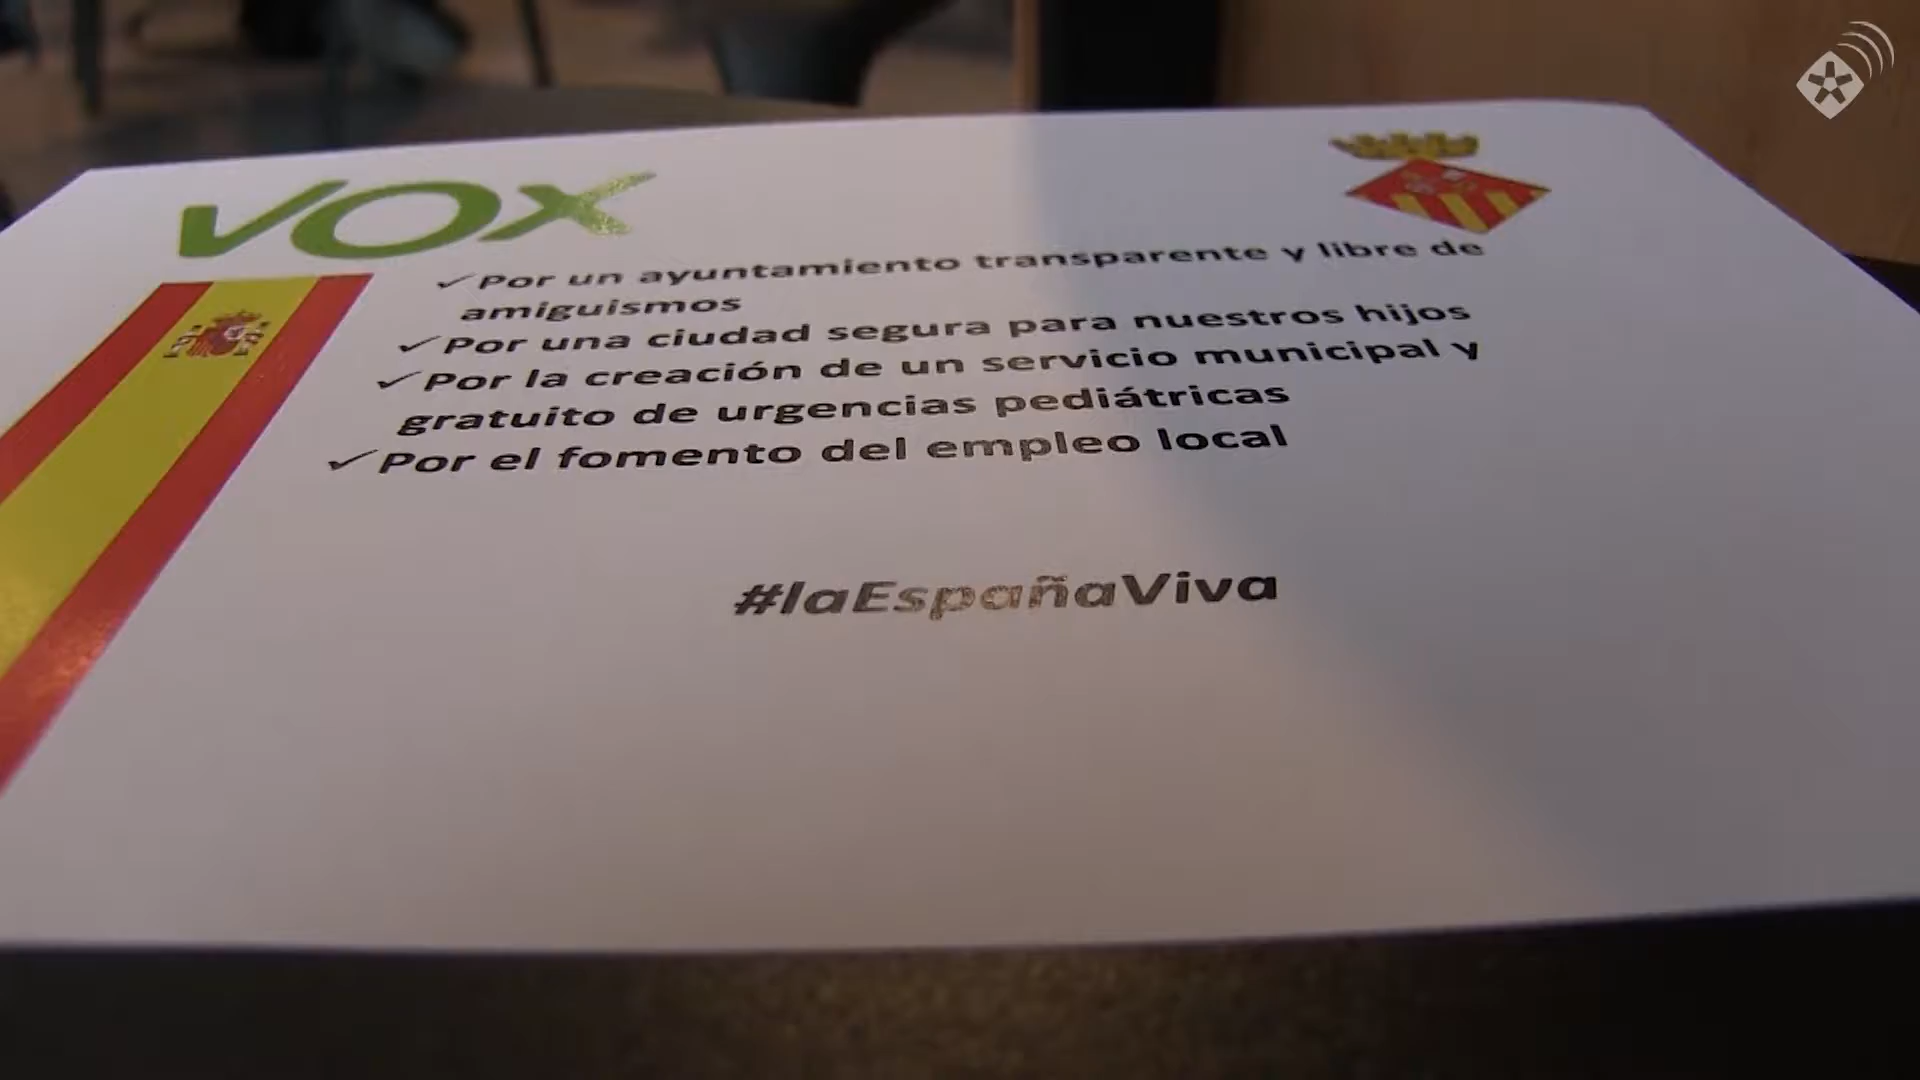 VOX
✓Por un ayuntamiento transparente y libre de
amiguismos
✓Por una ciudad segura para nuestros hijos
✓Por la creación de un servicio municipal y
gratuito de urgencias pediátricas
✓Por el fomento del empleo local
#laEspañaViva